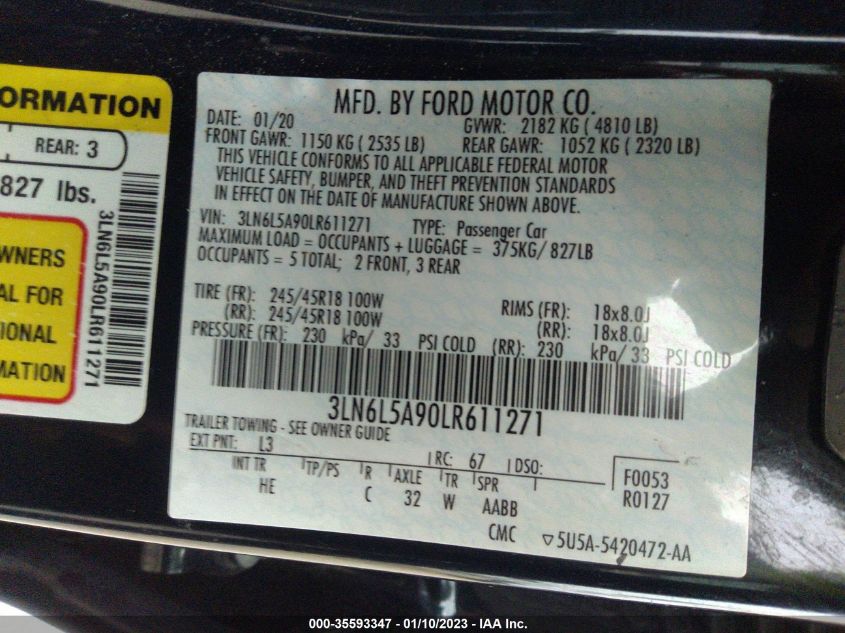 ORMATION
REAR: 3
827 lbs.
3LN6L5A90LR611271
WNERS
AL FOR
TIONAL
MATION
MFD. BY FORD MOTOR CO.
DATE: 01/20 GVWR: 2182 KG ( 4810 LB)
FRONT GAWR: 1150 KG ( 2535 LB) REAR GAWR: 1052 KG ( 2320 LB)
THIS VEHICLE CONFORMS TO ALL APPLICABLE FEDERAL MOTOR
VEHICLE SAFETY, BUMPER, AND THEFT PREVENTION STANDARDS
IN EFFECT ON THE DATE OF MANUFACTURE SHOWN ABOVE.
VIN: 3LN6L5A90LR611271 TYPE: Passenger Car
MAXIMUM LOAD = OCCUPANTS + LUGGAGE = 375KG/ 827LB
OCCUPANTS = 5 TOTAL; 2 FRONT, 3 REAR
TIRE (FR): 245/45R18 100W RIMS (FR): 18x8.0J
(RR): 245/45R18 100W (RR): 18x8.0J
PRESSURE (FR): 230 kPa/ 33 PSI COLD (RR): 230 kPa/ 33 PSI COLD
3LN6L5A90LR611271
TRAILER TOWING - SEE OWNER GUIDE
EXT PNT: L3 RC: 67 DSO:
INT TR TP/PS R AXLE TR SPR
HE C 32 W AABB
CMC
F0053
R0127
▽5U5A-5420472-AA
000-35593347 - 01/10/2023 - IAA Inc.